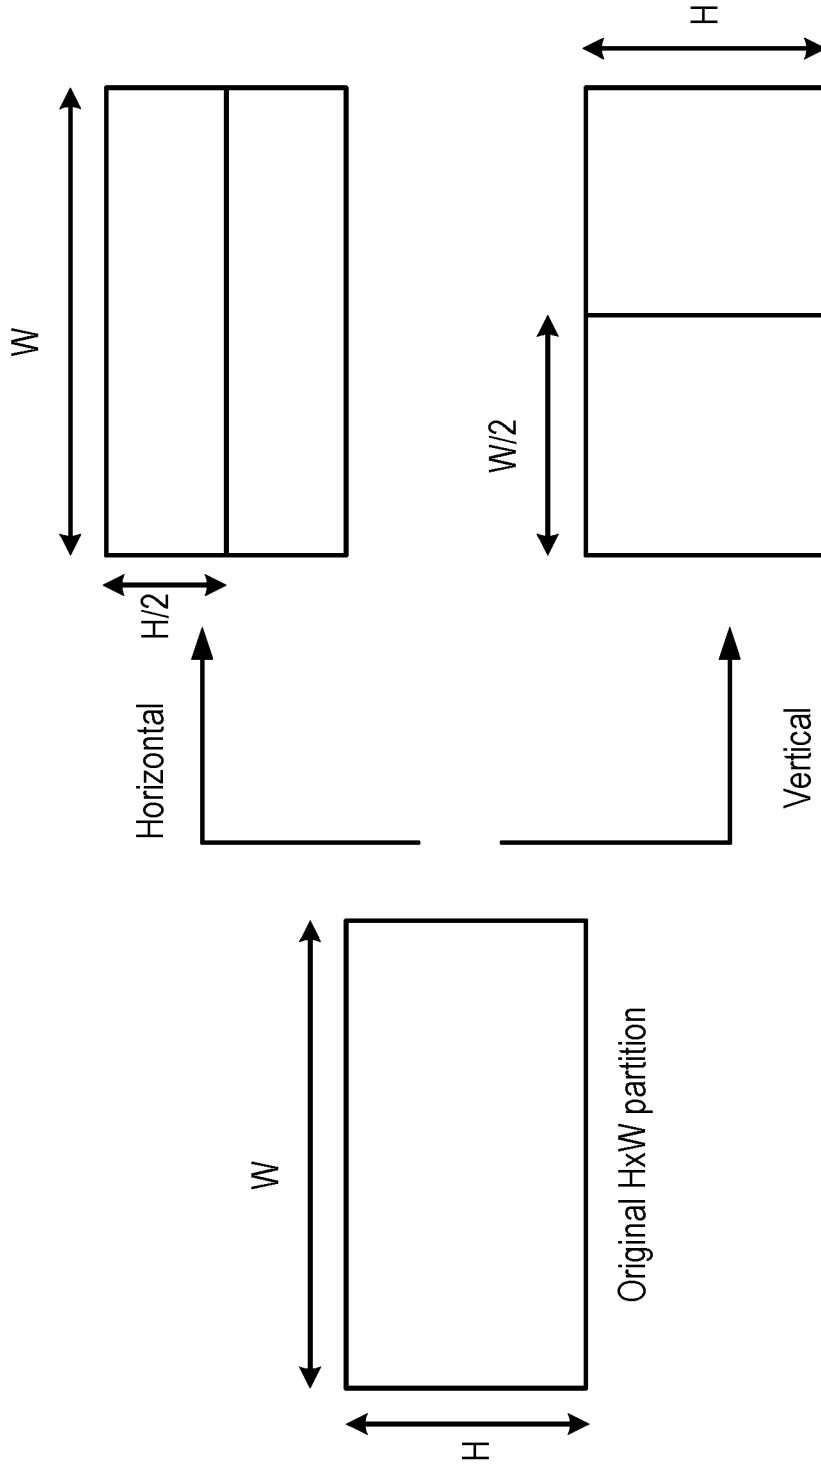 W
Horizontal
H/2
W
H
Original HxW partition
W/2
H
Vertical